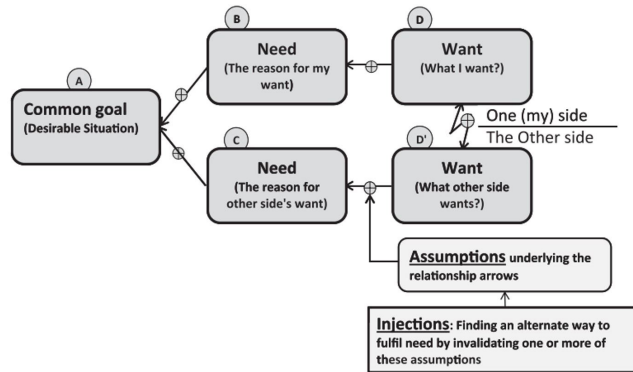 B
Need
(The reason for my
want)
D
Want
(What I want?)
A
Common goal
(Desirable Situation)
One (my) side
The Other side
C
Need
(The reason for
other side's want)
D'
Want
(What other side
wants?)
Assumptions underlying the
relationship arrows
Injections: Finding an alternate way to
fulfil need by invalidating one or more of
these assumptions